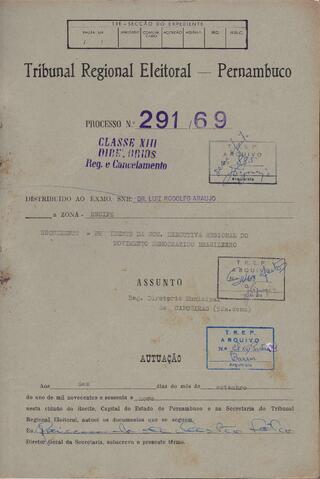 TRE-SECÇÃO DO EXPEDIENTE
Tribunal Regional Eleitoral — Pernambuco
PROCESSO N.º 291/69
CLASSE XIII
DIRE. ORIOS
Reg. e Cancelamento
T.R.E.P.
ARQUIVO
DISTRIBUIDO AO EXMO. SNR. DR. LUIZ RODOLFO ARAUJO
a ZONA - RECIFE
REQUERENTE - PRESIDENTE DA COM. EXECUTIVA REGIONAL DO
MOVIMENTO DEMOCRATICO BRASILEIRO
T.R.E.P.
ARQUIVO
ASSUNTO
Reg. Diretorio Municipal
de CAPOEIRAS
T.R.E.P.
ARQUIVO
AUTUAÇÃO
Aos dez dias do mês de setembro
do ano de mil novecentos e sessenta e nove
nesta cidade do Recife, Capital do Estado de Pernambuco e na Secretaria do Tribunal
Regional Eleitoral, autuei os documentos que se seguem.
Eu
Diretor Geral da Secretaria, subscrevo o presente têrmo.